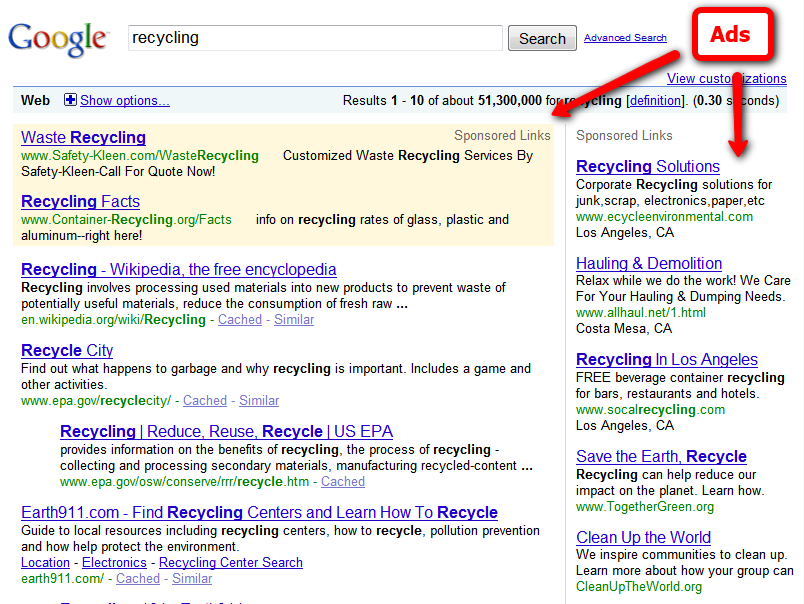 Google recycling Search Advanced Search
Ads
View customizations
Web Show options... Results 1 - 10 of about 51,300,000 for recycling [definition]. (0.30 seconds)
Waste Recycling Sponsored Links
www.Safety-Kleen.com/WasteRecycling Customized Waste Recycling Services By
Safety-Kleen-Call For Quote Now!
Recycling Facts
www.Container-Recycling.org/Facts info on recycling rates of glass, plastic and
aluminum--right here!
Recycling - Wikipedia, the free encyclopedia
Recycling involves processing used materials into new products to prevent waste of
potentially useful materials, reduce the consumption of fresh raw ...
en.wikipedia.org/wiki/Recycling - Cached - Similar
Recycle City
Find out what happens to garbage and why recycling is important. Includes a game and
other activities.
www.epa.gov/recyclecity/ - Cached - Similar
Recycling | Reduce, Reuse, Recycle | US EPA
provides information on the benefits of recycling, the process of recycling -
collecting and processing secondary materials, manufacturing recycled-content ...
www.epa.gov/osw/conserve/rrr/recycle.htm - Cached
Earth911.com - Find Recycling Centers and Learn How To Recycle
Guide to local resources including recycling centers, how to recycle, pollution prevention
and how help protect the environment.
Location - Electronics - Recycling Center Search
earth911.com/ - Cached - Similar
Sponsored Links
Recycling Solutions
Corporate Recycling solutions for
junk,scrap, electronics,paper,etc
www.ecycleenvironmental.com
Los Angeles, CA
Hauling & Demolition
Relax while we do the work! We Care
For Your Hauling & Dumping Needs.
www.allhaul.net/1.html
Costa Mesa, CA
Recycling In Los Angeles
FREE beverage container recycling
for bars, restaurants and hotels.
www.socalrecycling.com
Los Angeles, CA
Save the Earth, Recycle
Recycling can help reduce our
impact on the planet. Learn how.
www.TogetherGreen.org
Clean Up the World
We inspire communities to clean up.
Learn more about how your group can
CleanUpTheWorld.org